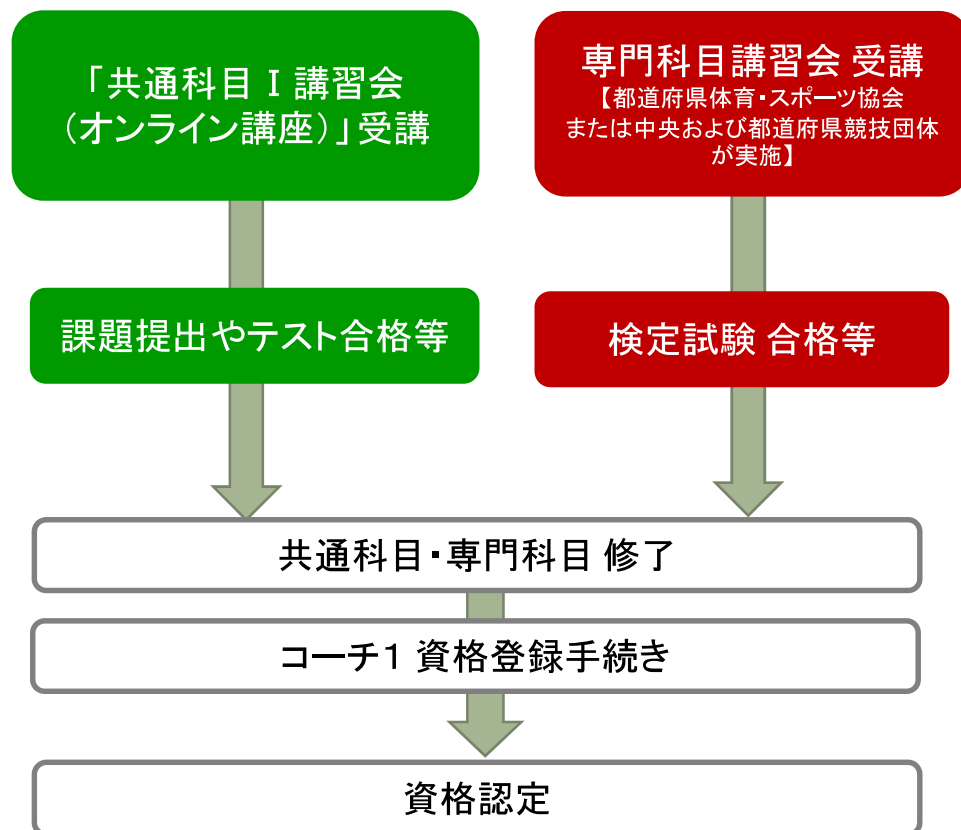 「共通科目Ⅰ講習会
（オンライン講座）」受講
専門科目講習会 受講
【都道府県体育・スポーツ協会
または中央および都道府県競技団体
が実施】
課題提出やテスト合格等
検定試験 合格等
共通科目・専門科目 修了
コーチ１ 資格登録手続き
資格認定